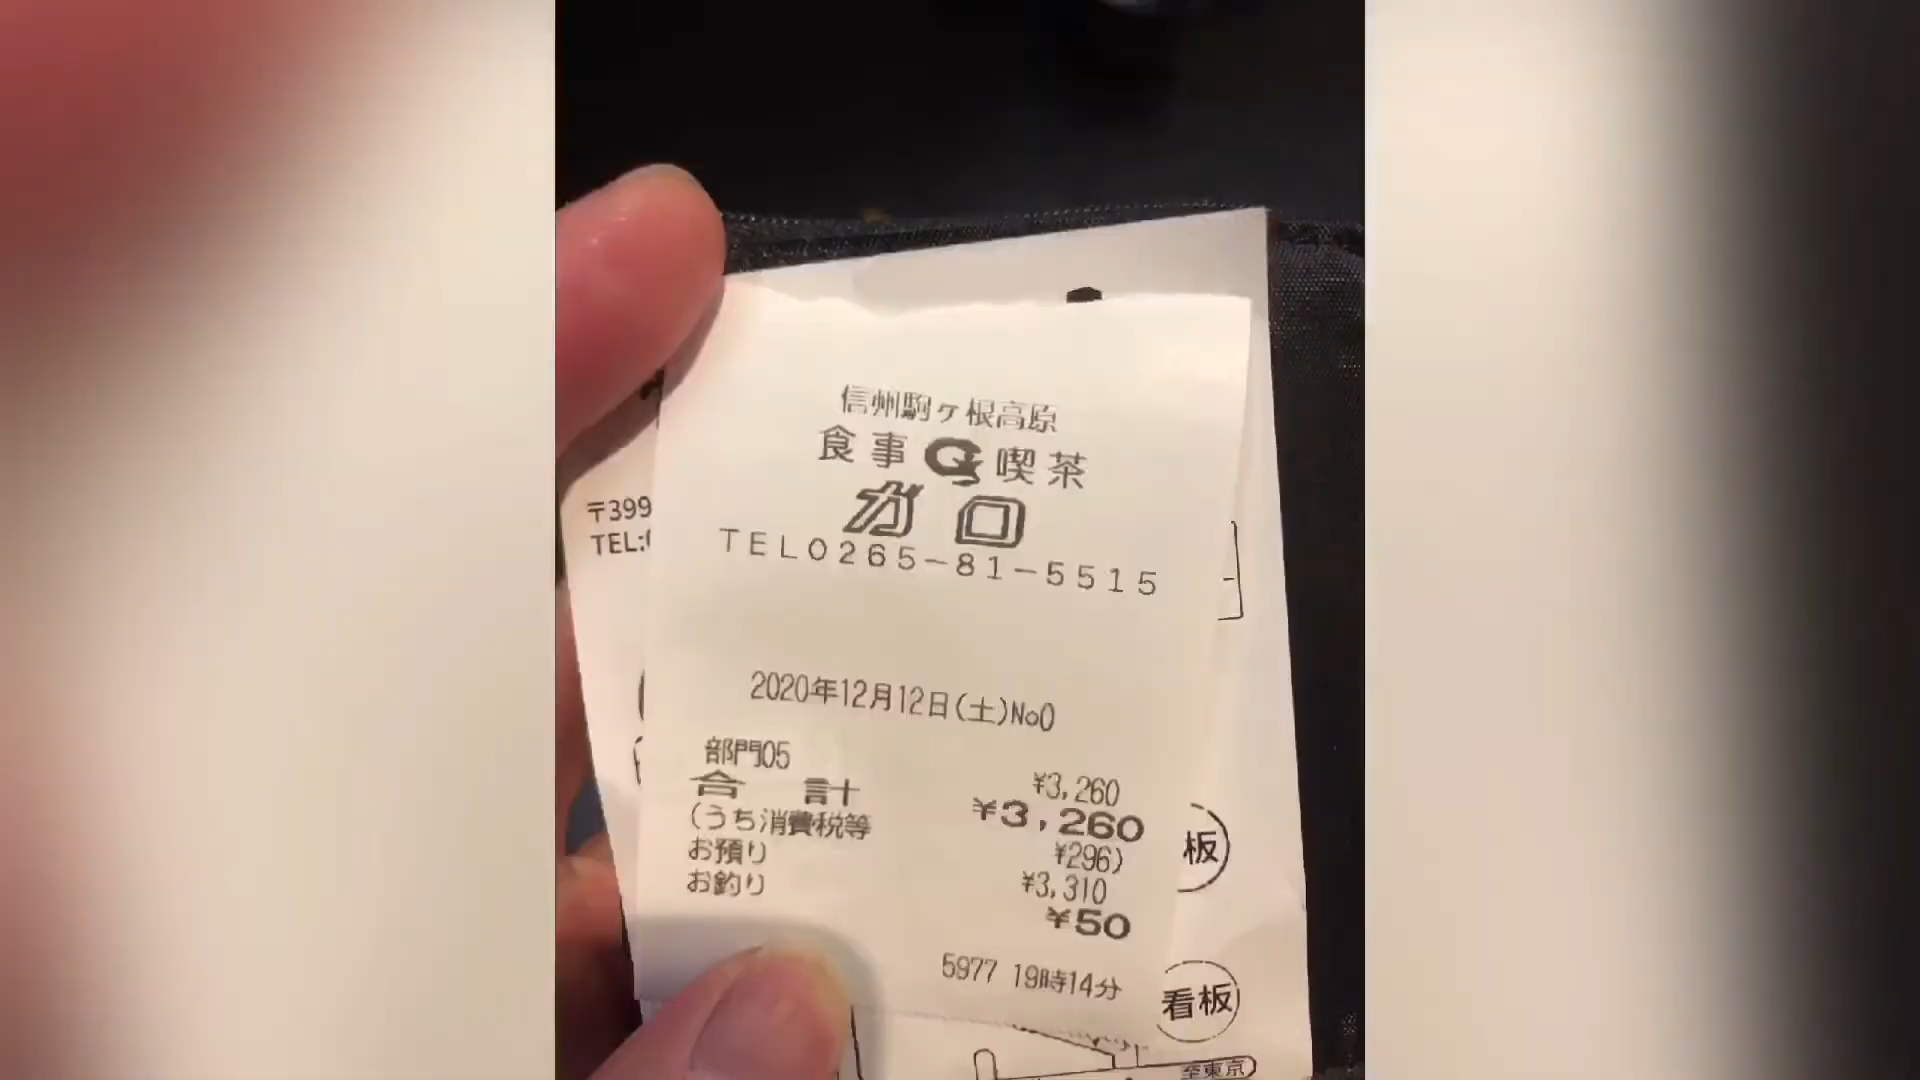 信州駒ヶ根高原
食事 喫茶
ガロ
TEL0265-81-5515
2020年12月12日(土)No0
部門05 ¥3,260
合計 ¥3,260
(うち消費税等 ¥296)
お預り ¥3,310
お釣り ¥50
5977 19時14分
〒399
TEL:
板
看板
至東京